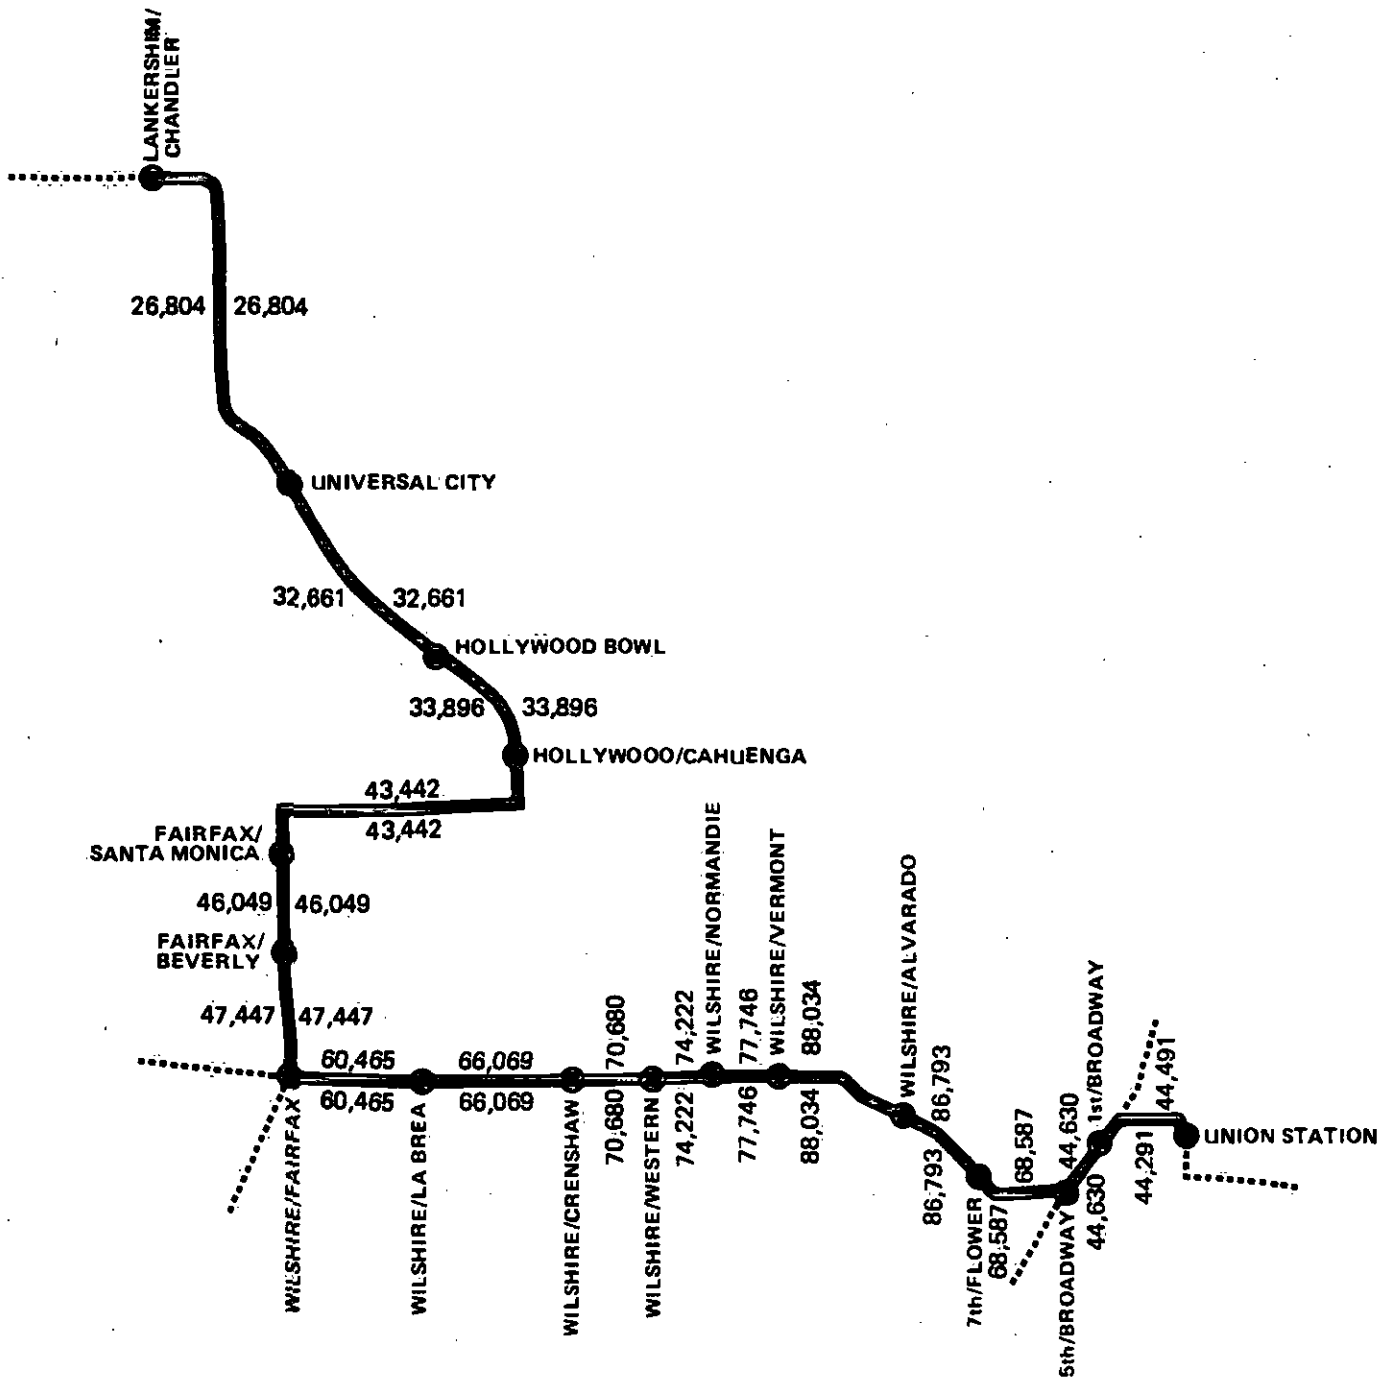 LANKERSHIM/
CHANDLER
26,804 26,804
UNIVERSAL CITY
32,661 32,661
HOLLYWOOD BOWL
33,896 33,896
HOLLYWOOO/CAHUENGA
43,442
43,442
FAIRFAX/
SANTA MONICA
46,049 46,049
FAIRFAX/
BEVERLY
47,447 47,447
WILSHIRE/FAIRFAX
60,465
60,465
WILSHIRE/LA BREA
66,069
66,069
WILSHIRE/CRENSHAW
70,680
70,680
WILSHIRE/WESTERN
74,222
74,222
WILSHIRE/NORMANDIE
77,746
77,746
WILSHIRE/VERMONT
88,034
88,034
WILSHIRE/ALVARADO
86,793
86,793
7th/FLOWER
68,587
68,587
5th/BROADWAY
44,630
44,630
1st/BROADWAY
44,491
44,291
UNION STATION